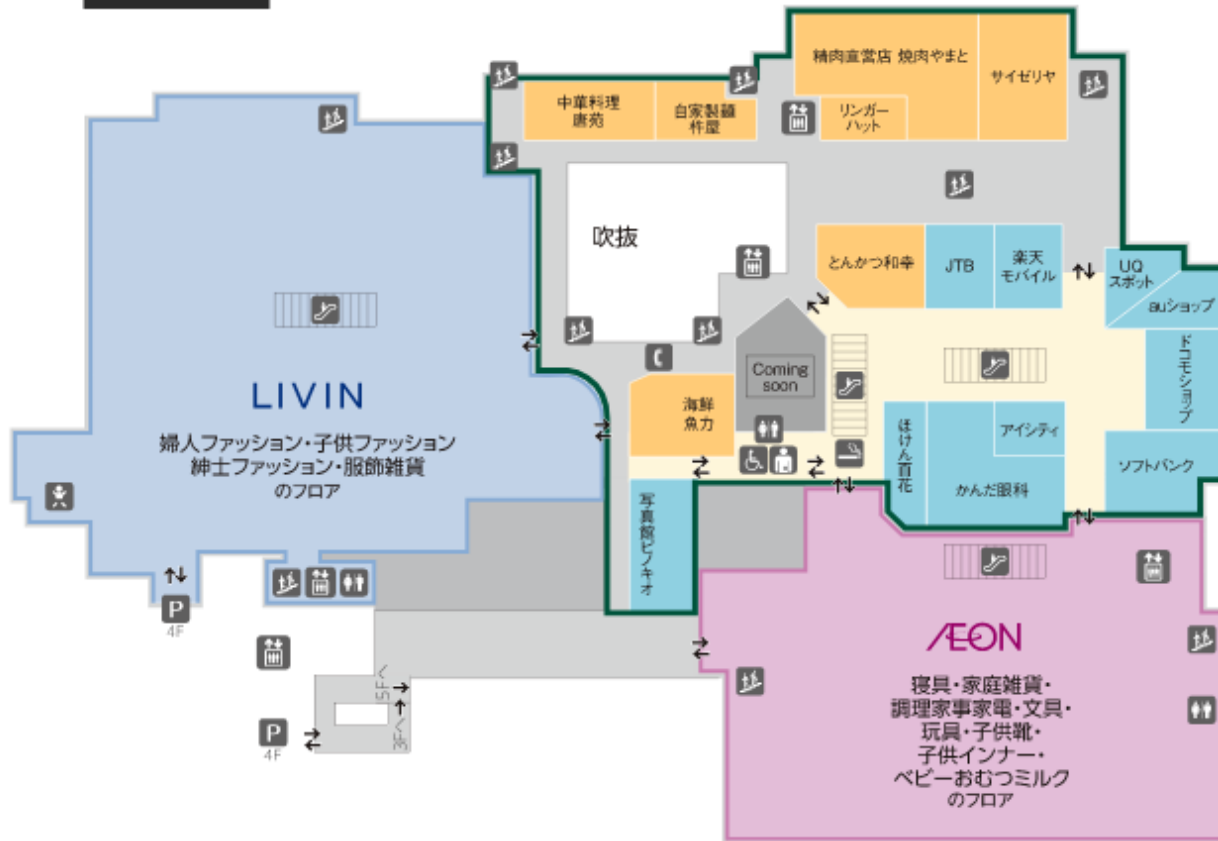 精肉直営店 焼肉やまと
サイゼリヤ
中華料理
唐苑
自家製麺
杵屋
リンガー
ハット
吹抜
とんかつ和幸
JTB
楽天
モバイル
UQ
スポット
auショップ
ドコモショップ
Coming
soon
LIVIN
婦人ファッション・子供ファッション
紳士ファッション・服飾雑貨
のフロア
海鮮
魚力
ほけん百花
アイシティ
かんだ眼科
ソフトバンク
写真館ピノキオ
P
4F
P
4F
5Fへ
3Fへ
ÆON
寝具・家庭雑貨・
調理家事家電・文具・
玩具・子供靴・
子供インナー・
ベビーおむつミルク
のフロア